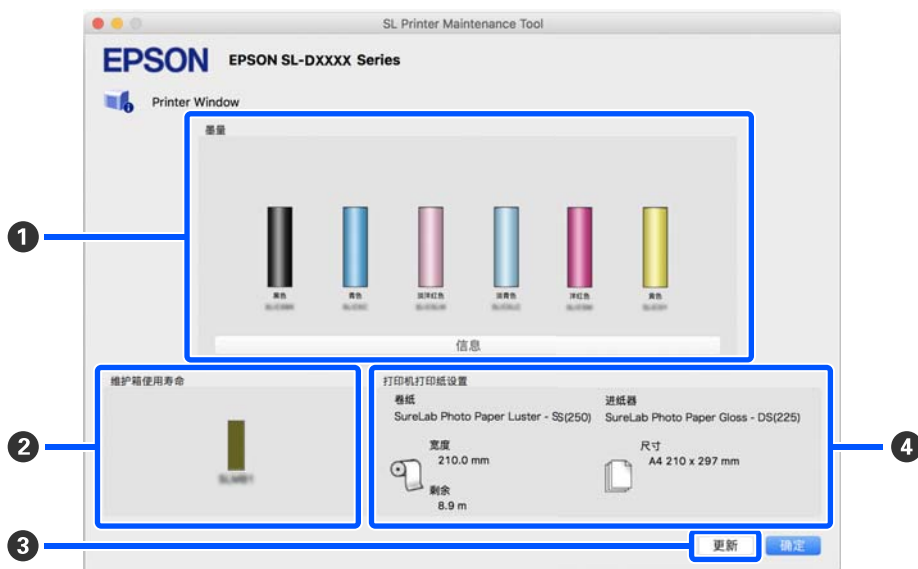 SL Printer Maintenance Tool
EPSON EPSON SL-DXXXX Series
Printer Window
墨量
1
黑色 青色 淡洋红色 淡青色 洋红色 黄色
信息
维护箱使用寿命
2
打印机打印纸设置
卷纸 进纸器
SureLab Photo Paper Luster - SS(250) SureLab Photo Paper Gloss - DS(225)
宽度 尺寸
210.0 mm A4 210 x 297 mm
剩余
8.9 m
4
3
更新 确定